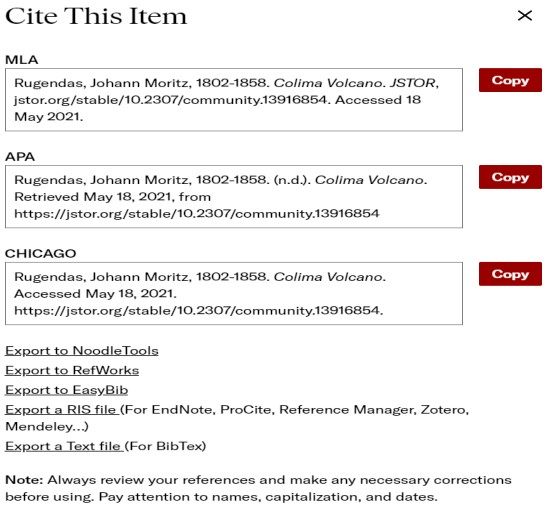 Cite This Item
MLA
Rugendas, Johann Moritz, 1802-1858. Colima Volcano. JSTOR,
jstor.org/stable/10.2307/community.13916854. Accessed 18
May 2021.
Copy
APA
Rugendas, Johann Moritz, 1802-1858. (n.d.). Colima Volcano.
Retrieved May 18, 2021, from
https://jstor.org/stable/10.2307/community.13916854
Copy
CHICAGO
Rugendas, Johann Moritz, 1802-1858. Colima Volcano.
Accessed May 18, 2021.
https://jstor.org/stable/10.2307/community.13916854.
Copy
Export to NoodleTools
Export to RefWorks
Export to EasyBib
Export a RIS file (For EndNote, ProCite, Reference Manager, Zotero,
Mendeley...)
Export a Text file (For BibTex)
Note: Always review your references and make any necessary corrections
before using. Pay attention to names, capitalization, and dates.